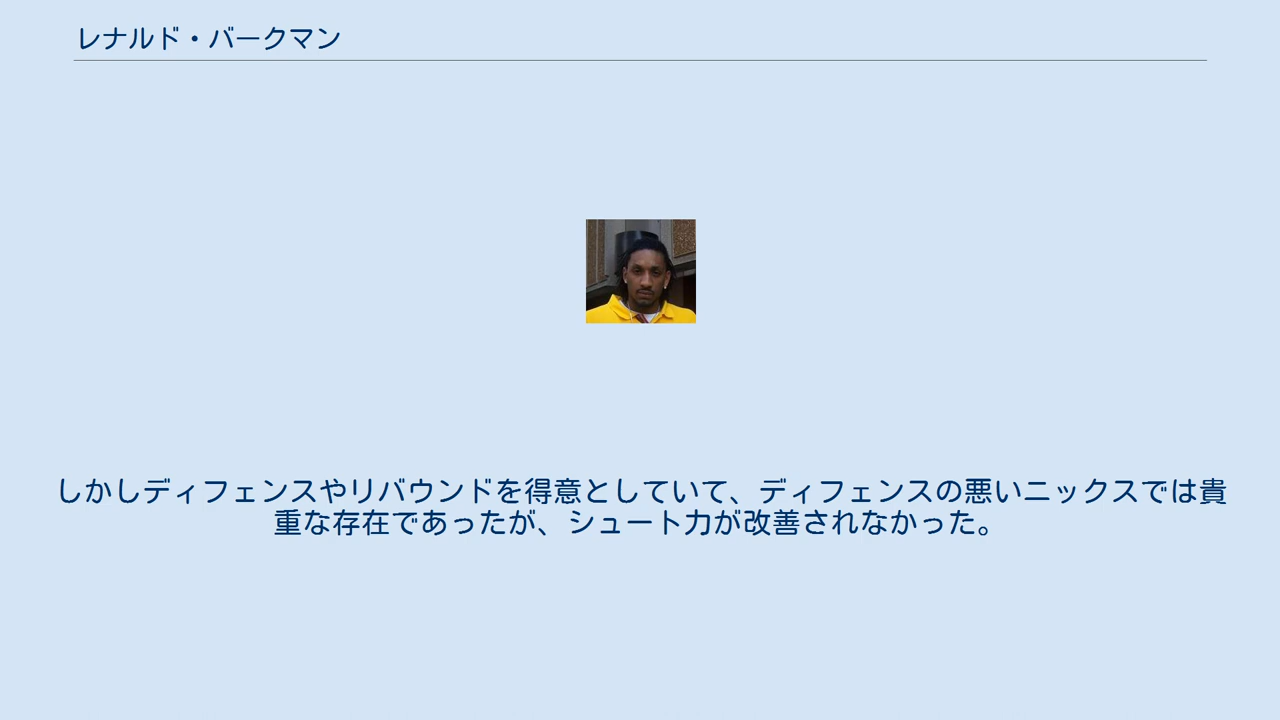 レナルド・バークマン
しかしディフェンスやリバウンドを得意としていて、ディフェンスの悪いニックスでは貴
重な存在であったが、シュート力が改善されなかった。